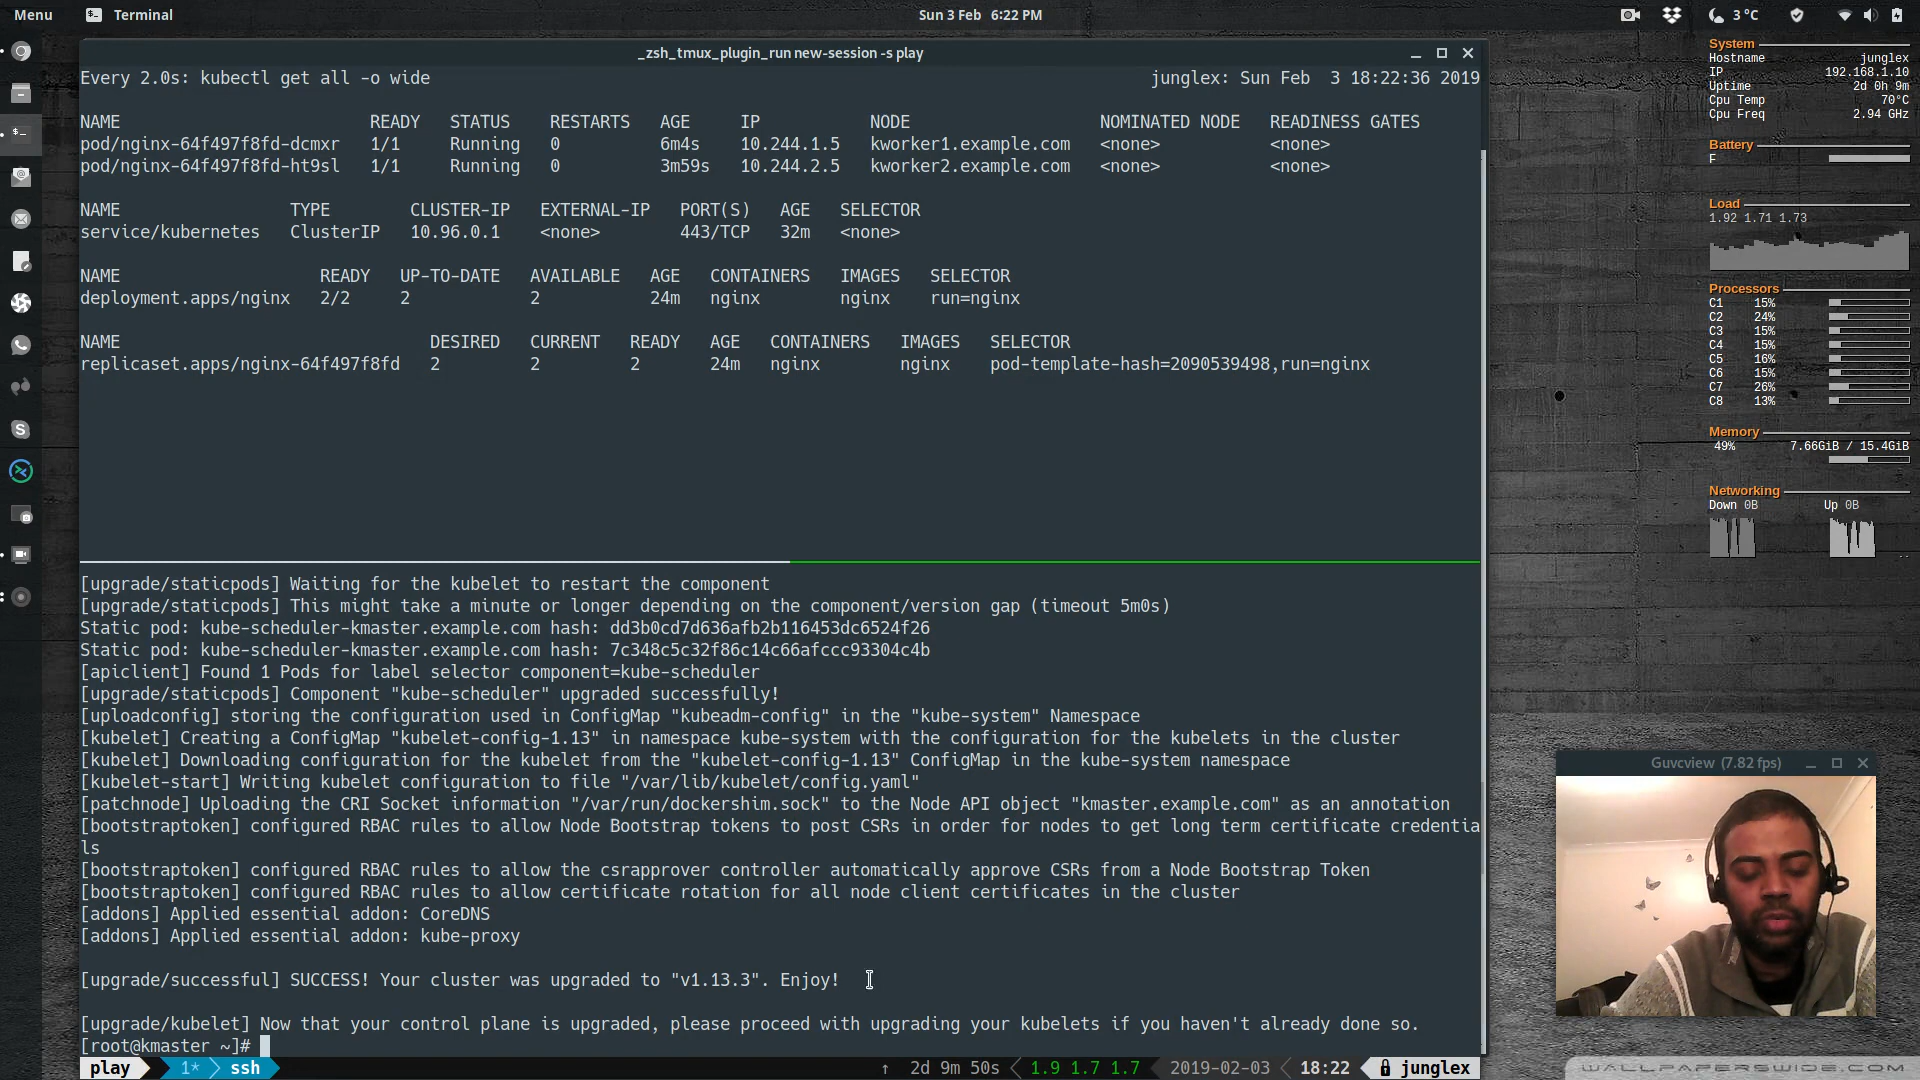 Menu Terminal Sun 3 Feb 6:22 PM 3 °C
_zsh_tmux_plugin_run new-session -s play
Every 2.0s: kubectl get all -o wide junglex: Sun Feb 3 18:22:36 2019
NAME READY STATUS RESTARTS AGE IP NODE NOMINATED NODE READINESS GATES
pod/nginx-64f497f8fd-dcmxr 1/1 Running 0 6m4s 10.244.1.5 kworker1.example.com <none> <none>
pod/nginx-64f497f8fd-ht9sl 1/1 Running 0 3m59s 10.244.2.5 kworker2.example.com <none> <none>
NAME TYPE CLUSTER-IP EXTERNAL-IP PORT(S) AGE SELECTOR
service/kubernetes ClusterIP 10.96.0.1 <none> 443/TCP 32m <none>
NAME READY UP-TO-DATE AVAILABLE AGE CONTAINERS IMAGES SELECTOR
deployment.apps/nginx 2/2 2 2 24m nginx nginx run=nginx
NAME DESIRED CURRENT READY AGE CONTAINERS IMAGES SELECTOR
replicaset.apps/nginx-64f497f8fd 2 2 2 24m nginx nginx pod-template-hash=2090539498,run=nginx
[upgrade/staticpods] Waiting for the kubelet to restart the component
[upgrade/staticpods] This might take a minute or longer depending on the component/version gap (timeout 5m0s)
Static pod: kube-scheduler-kmaster.example.com hash: dd3b0cd7d636afb2b116453dc6524f26
Static pod: kube-scheduler-kmaster.example.com hash: 7c348c5c32f86c14c66afccc93304c4b
[apiclient] Found 1 Pods for label selector component=kube-scheduler
[upgrade/staticpods] Component "kube-scheduler" upgraded successfully!
[uploadconfig] storing the configuration used in ConfigMap "kubeadm-config" in the "kube-system" Namespace
[kubelet] Creating a ConfigMap "kubelet-config-1.13" in namespace kube-system with the configuration for the kubelets in the cluster
[kubelet] Downloading configuration for the kubelet from the "kubelet-config-1.13" ConfigMap in the kube-system namespace
[kubelet-start] Writing kubelet configuration to file "/var/lib/kubelet/config.yaml"
[patchnode] Uploading the CRI Socket information "/var/run/dockershim.sock" to the Node API object "kmaster.example.com" as an annotation
[bootstraptoken] configured RBAC rules to allow Node Bootstrap tokens to post CSRs in order for nodes to get long term certificate credentia
ls
[bootstraptoken] configured RBAC rules to allow the csrapprover controller automatically approve CSRs from a Node Bootstrap Token
[bootstraptoken] configured RBAC rules to allow certificate rotation for all node client certificates in the cluster
[addons] Applied essential addon: CoreDNS
[addons] Applied essential addon: kube-proxy
[upgrade/successful] SUCCESS! Your cluster was upgraded to "v1.13.3". Enjoy!
[upgrade/kubelet] Now that your control plane is upgraded, please proceed with upgrading your kubelets if you haven't already done so.
[root@kmaster ~]#
play 1* ssh ↑ 2d 9m 50s 1.9 1.7 1.7 2019-02-03 18:22 junglex
System
Hostname junglex
IP 192.168.1.10
Uptime 2d 0h 9m
Cpu Temp 70°C
Cpu Freq 2.94 GHz
Battery
F
Load
1.92 1.71 1.73
Processors
C1 15%
C2 24%
C3 15%
C4 15%
C5 16%
C6 15%
C7 26%
C8 13%
Memory
49% 7.66GiB / 15.4GiB
Networking
Down 0B Up 0B
Guvcview (7.82 fps)
WALLPAPERSWIDE.COM